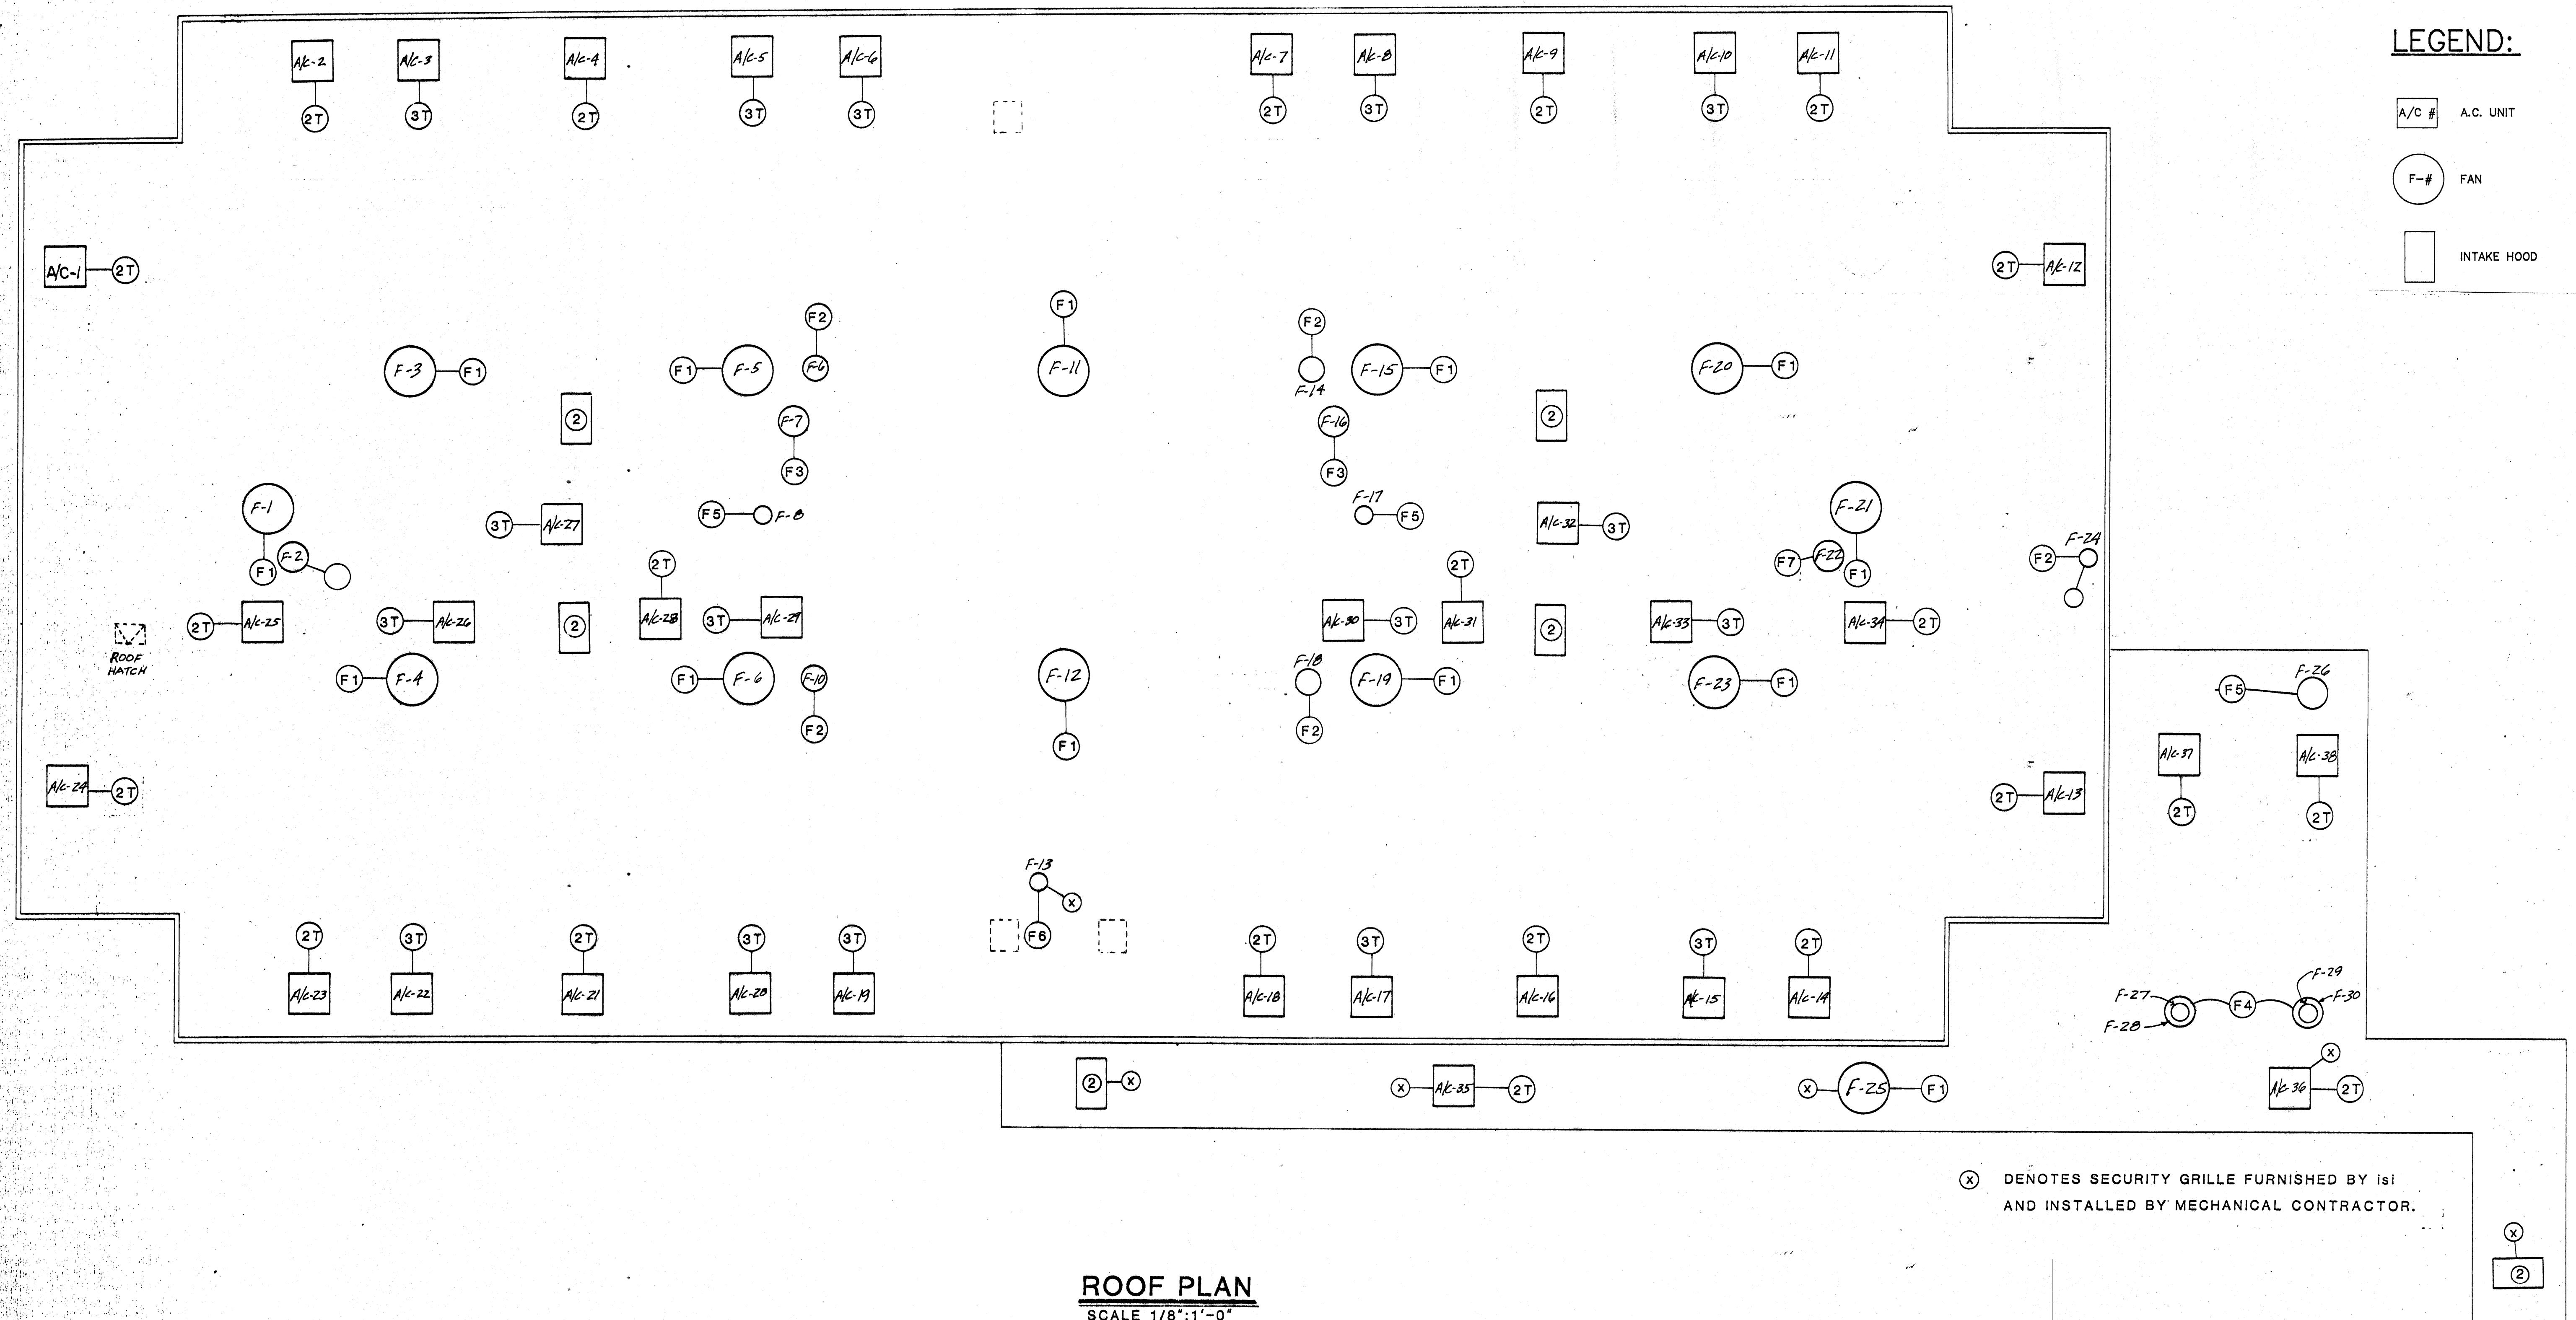 LEGEND:
A/C # A.C. UNIT
F-# FAN
INTAKE HOOD
A/C-2 A/C-3 A/C-4 A/C-5 A/C-6 A/C-7 A/C-8 A/C-9 A/C-10 A/C-11
2T 3T 2T 3T 3T 2T 3T 2T 3T 2T
A/C-1 2T 2T A/C-12
F1 F2 F2
F-3 F1 F1 F-5 F-6 F-11 F-15 F1 F-20 F1
F-14
2 F-7 F-16 2
F3 F3
F-1 F-17 F-21
3T A/C-27 F5 F-8 F5 A/C-32 3T
F-24
F1 F-2 2T 2T F7 F-22 F1 F2
2T A/C-25 3T A/C-26 2 A/C-28 3T A/C-29 A/C-30 3T A/C-31 2 A/C-33 3T A/C-34 2T
ROOF
HATCH
F-18 F-26
F1 F-4 F1 F-6 F-10 F-12 F-19 F1 F-23 F1 F5
F2 F1 F2
A/C-37 A/C-38
A/C-24 2T 2T A/C-13
2T 2T
F-13
X
2T 3T 2T 3T 3T F6 2T 3T 2T 3T 2T
A/C-23 A/C-22 A/C-21 A/C-20 A/C-19 A/C-18 A/C-17 A/C-16 A/C-15 A/C-14
F-29
F-27 F4 F-30
F-28
X
2 X X A/C-35 2T X F-25 F1 A/C-36 2T
X DENOTES SECURITY GRILLE FURNISHED BY isi
AND INSTALLED BY MECHANICAL CONTRACTOR.
X
2
ROOF PLAN
SCALE 1/8":1'-0"